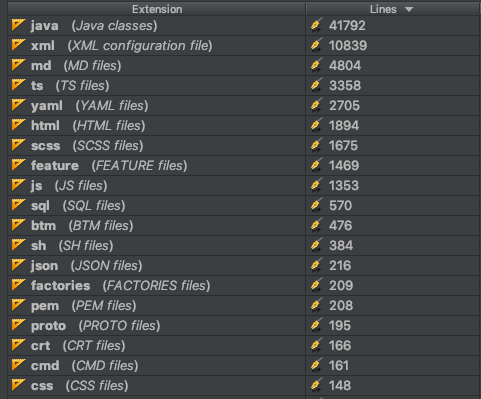 Extension Lines
java (Java classes) 41792
xml (XML configuration file) 10839
md (MD files) 4804
ts (TS files) 3358
yaml (YAML files) 2705
html (HTML files) 1894
scss (SCSS files) 1675
feature (FEATURE files) 1469
js (JS files) 1353
sql (SQL files) 570
btm (BTM files) 476
sh (SH files) 384
json (JSON files) 216
factories (FACTORIES files) 209
pem (PEM files) 208
proto (PROTO files) 195
crt (CRT files) 166
cmd (CMD files) 161
css (CSS files) 148